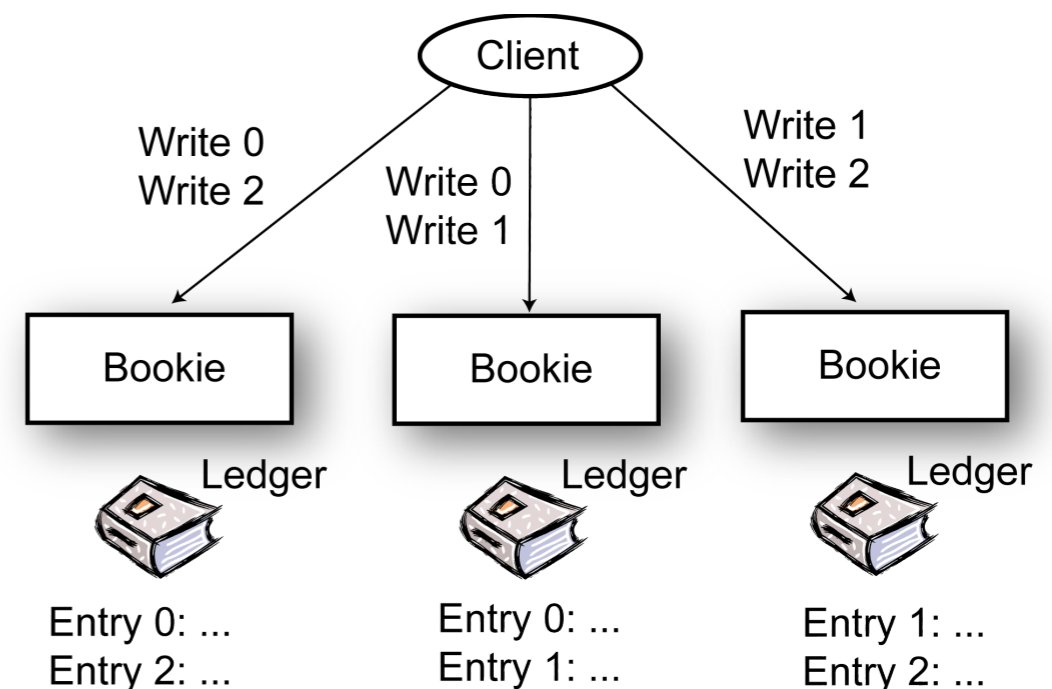 Client
Write 0
Write 2
Write 0
Write 1
Write 1
Write 2
Bookie
Bookie
Bookie
Ledger
Ledger
Ledger
Entry 0: ...
Entry 2: ...
Entry 0: ...
Entry 1: ...
Entry 1: ...
Entry 2: ...